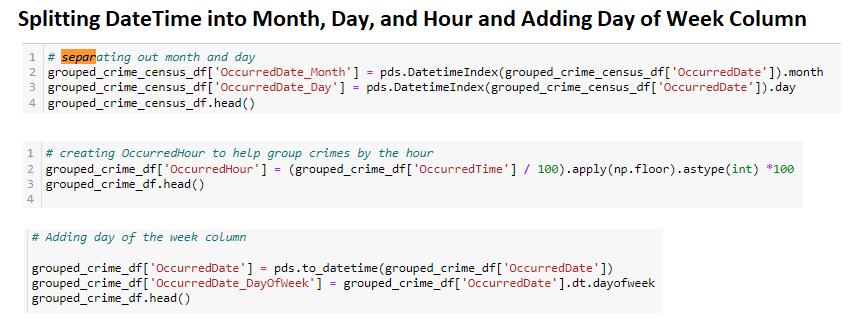 Splitting DateTime into Month, Day, and Hour and Adding Day of Week Column
1 # separating out month and day
2 grouped_crime_census_df['OccurredDate_Month'] = pds.DatetimeIndex(grouped_crime_census_df['OccurredDate']).month
3 grouped_crime_census_df['OccurredDate_Day'] = pds.DatetimeIndex(grouped_crime_census_df['OccurredDate']).day
4 grouped_crime_census_df.head()
1 # creating OccurredHour to help group crimes by the hour
2 grouped_crime_df['OccurredHour'] = (grouped_crime_df['OccurredTime'] / 100).apply(np.floor).astype(int) *100
3 grouped_crime_df.head()
4
# Adding day of the week column
grouped_crime_df['OccurredDate'] = pds.to_datetime(grouped_crime_df['OccurredDate'])
grouped_crime_df['OccurredDate_DayOfWeek'] = grouped_crime_df['OccurredDate'].dt.dayofweek
grouped_crime_df.head()